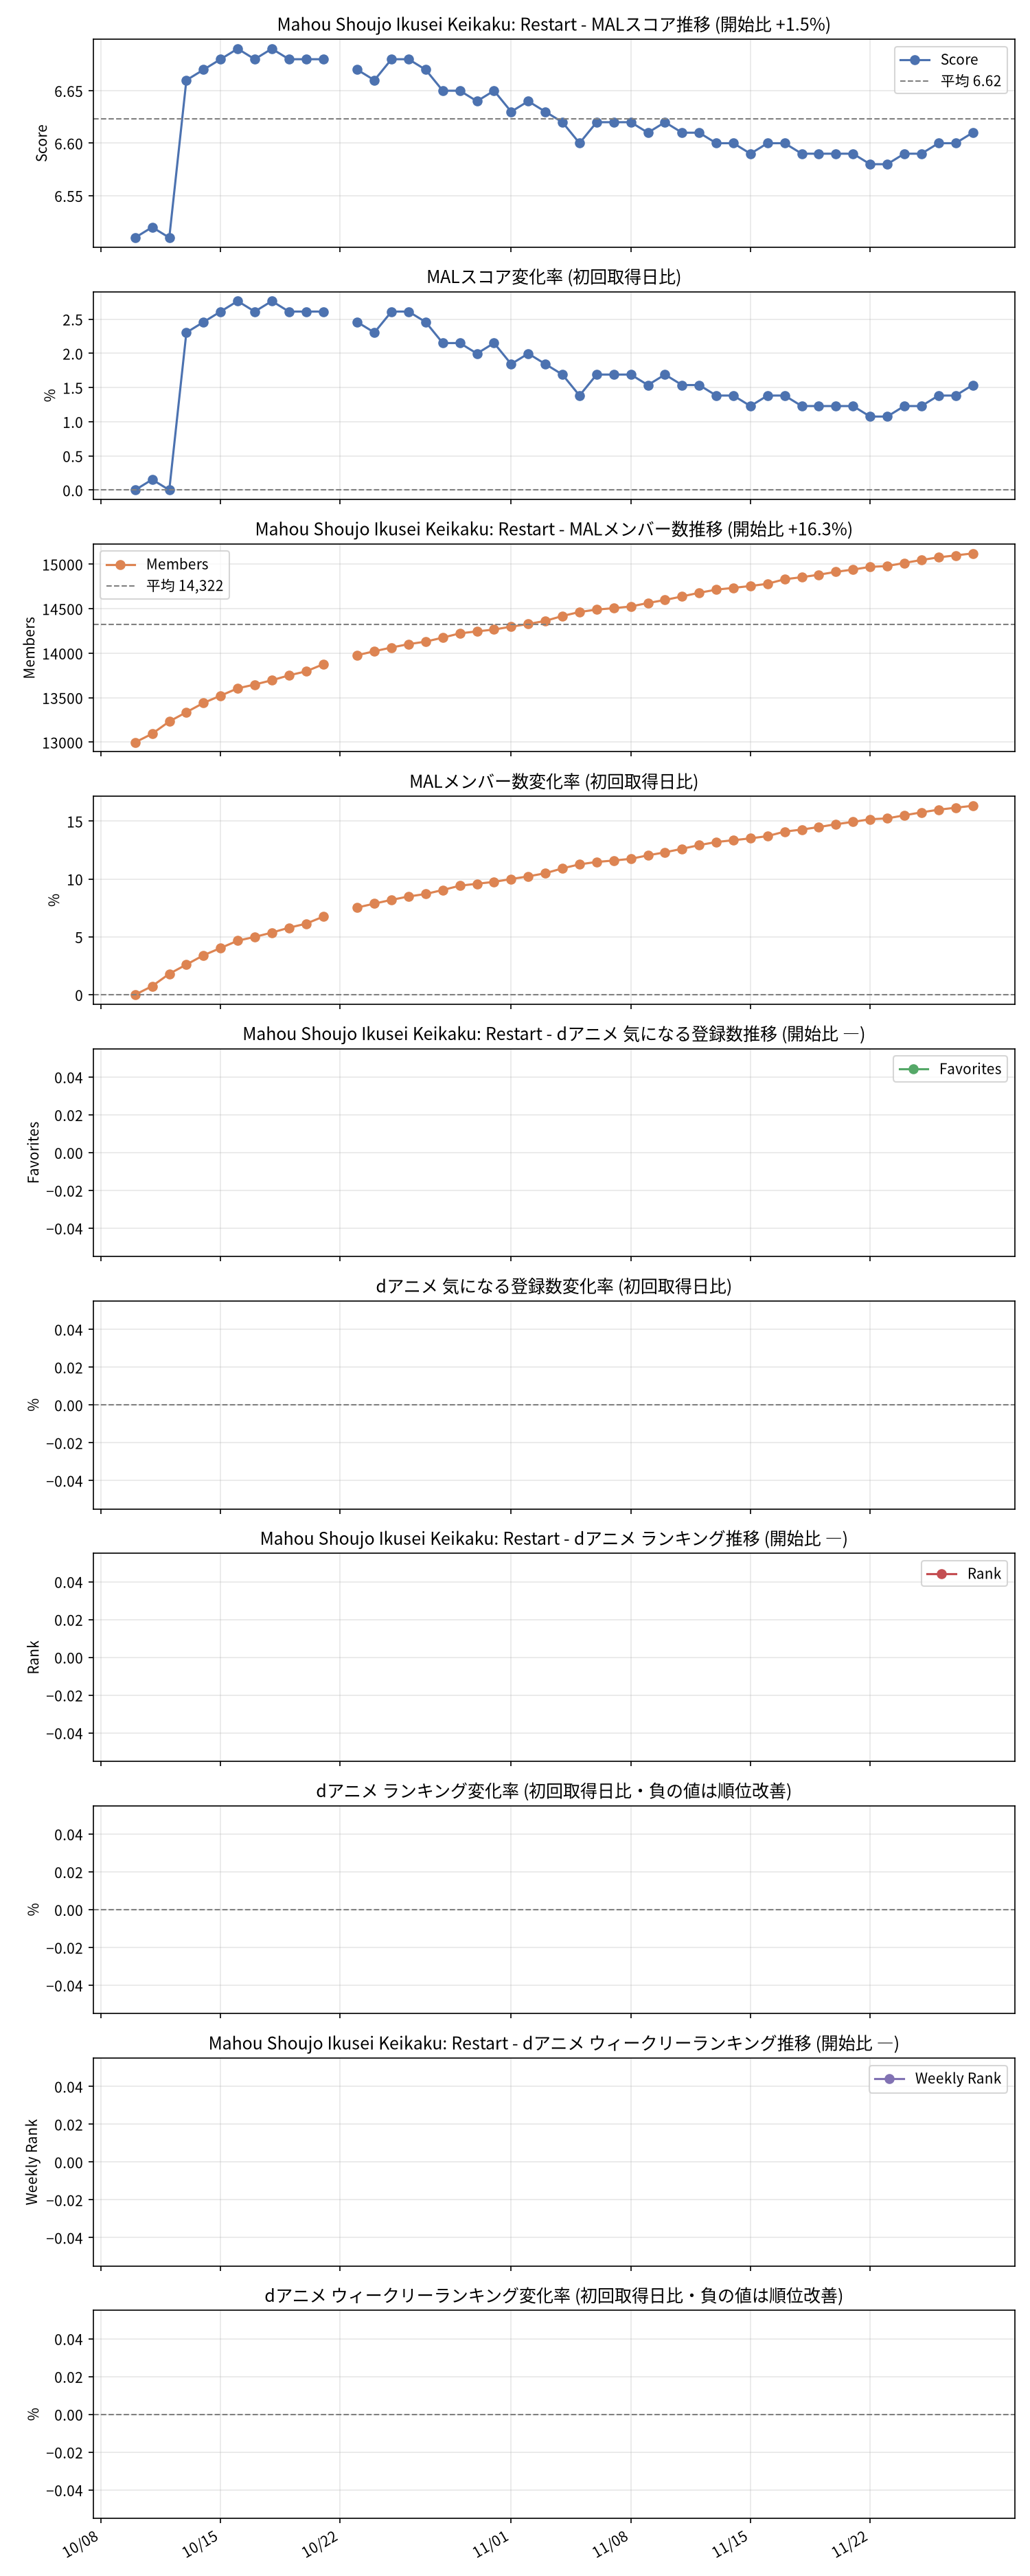 Mahou Shoujo Ikusei Keikaku: Restart - MALスコア推移 (開始比 +1.5%)
Score
6.65
6.60
6.55
Score
平均 6.62
MALスコア変化率 (初回取得日比)
%
2.5
2.0
1.5
1.0
0.5
0.0
Mahou Shoujo Ikusei Keikaku: Restart - MALメンバー数推移 (開始比 +16.3%)
Members
15000
14500
14000
13500
13000
Members
平均 14,322
MALメンバー数変化率 (初回取得日比)
%
15
10
5
0
Mahou Shoujo Ikusei Keikaku: Restart - dアニメ 気になる登録数推移 (開始比 —)
Favorites
0.04
0.02
0.00
−0.02
−0.04
Favorites
dアニメ 気になる登録数変化率 (初回取得日比)
%
0.04
0.02
0.00
−0.02
−0.04
Mahou Shoujo Ikusei Keikaku: Restart - dアニメ ランキング推移 (開始比 —)
Rank
0.04
0.02
0.00
−0.02
−0.04
Rank
dアニメ ランキング変化率 (初回取得日比・負の値は順位改善)
%
0.04
0.02
0.00
−0.02
−0.04
Mahou Shoujo Ikusei Keikaku: Restart - dアニメ ウィークリーランキング推移 (開始比 —)
Weekly Rank
0.04
0.02
0.00
−0.02
−0.04
Weekly Rank
dアニメ ウィークリーランキング変化率 (初回取得日比・負の値は順位改善)
%
0.04
0.02
0.00
−0.02
−0.04
10/08
10/15
10/22
11/01
11/08
11/15
11/22